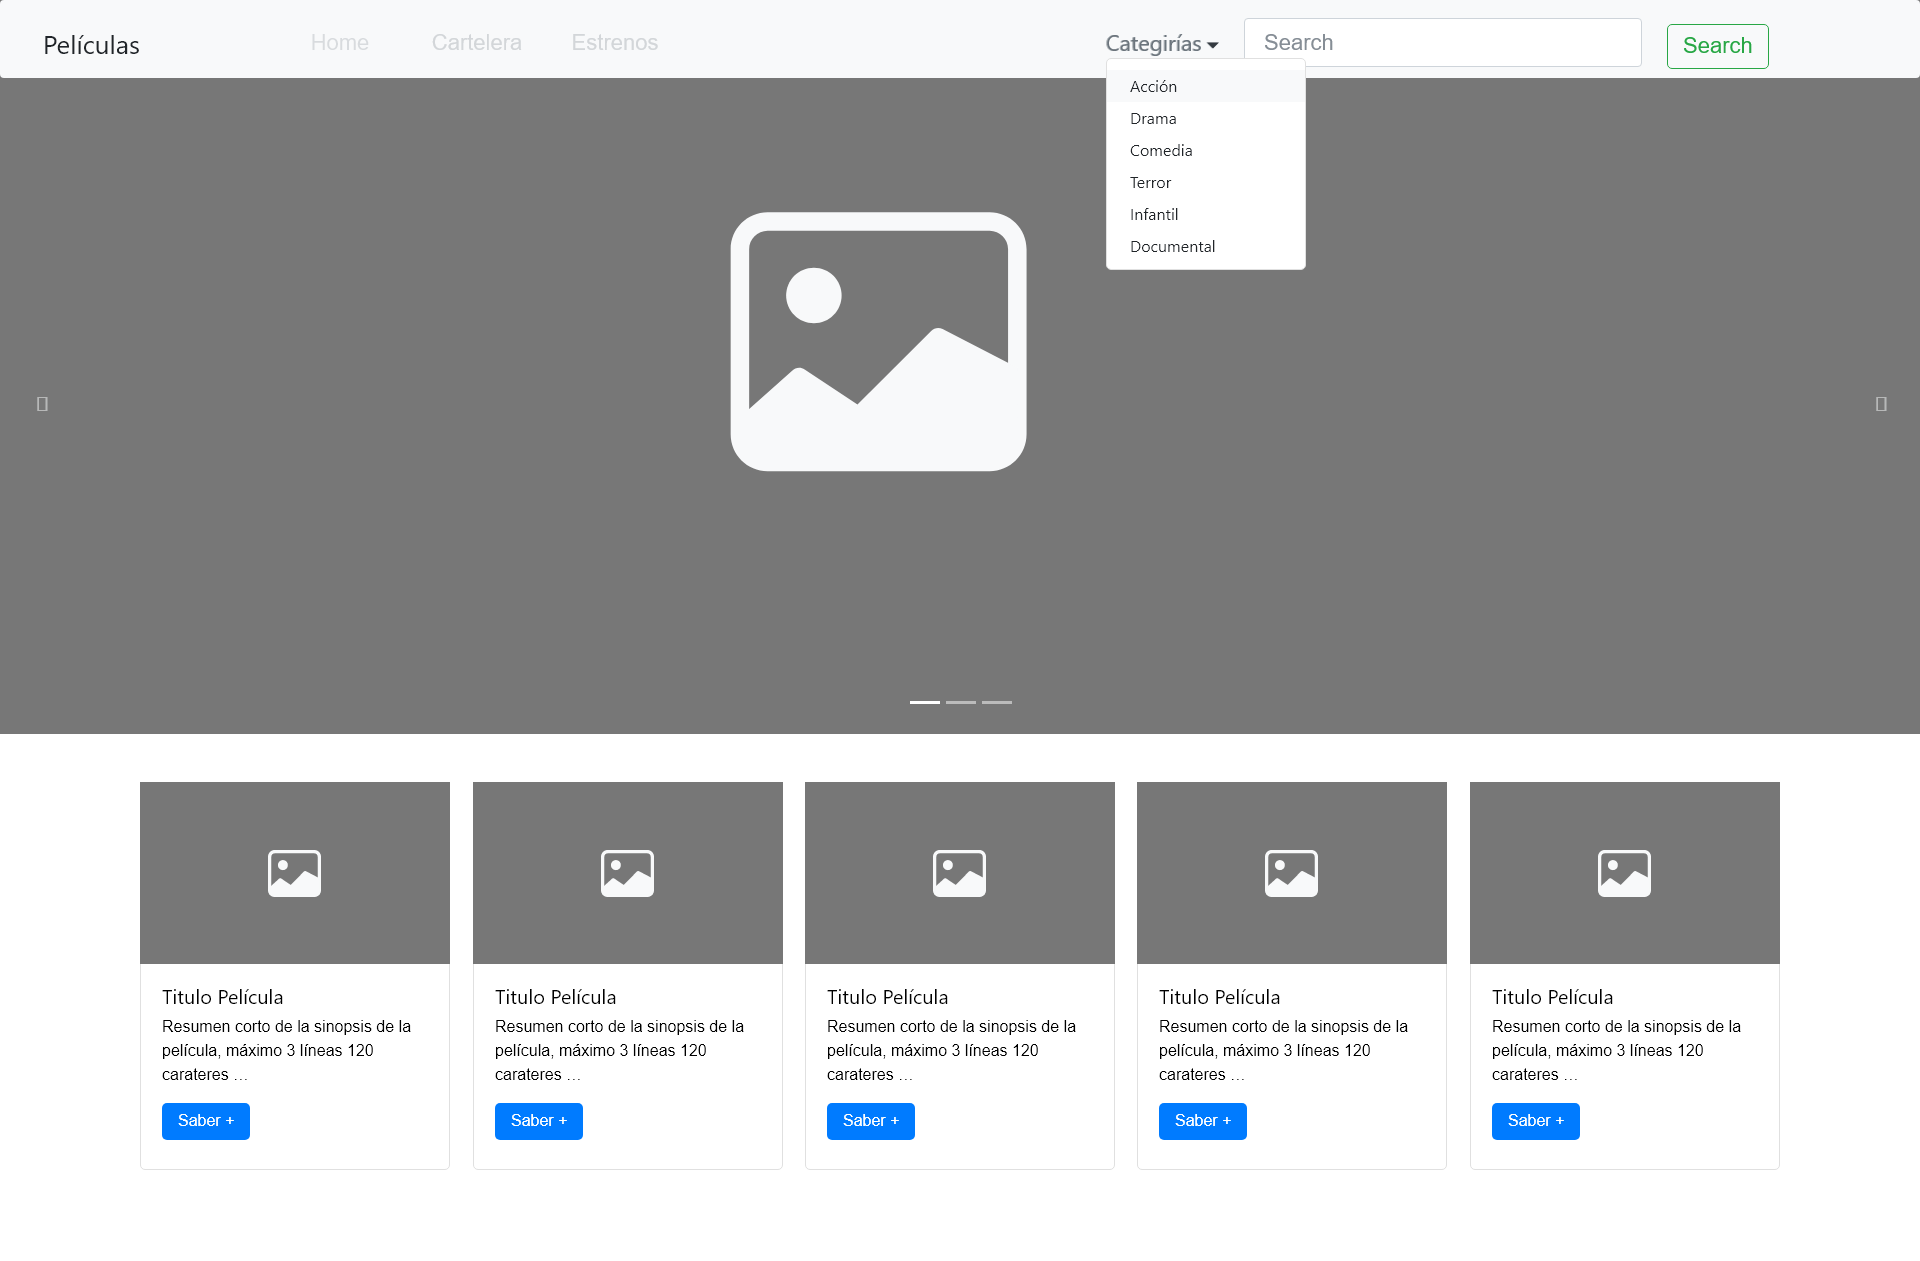 Películas
Home
Cartelera
Estrenos
Categirías
Search
Search
Acción
Drama
Comedia
Terror
Infantil
Documental
Titulo Película
Resumen corto de la sinopsis de la
película, máximo 3 líneas 120
carateres ...
Saber +
Titulo Película
Resumen corto de la sinopsis de la
película, máximo 3 líneas 120
carateres ...
Saber +
Titulo Película
Resumen corto de la sinopsis de la
película, máximo 3 líneas 120
carateres ...
Saber +
Titulo Película
Resumen corto de la sinopsis de la
película, máximo 3 líneas 120
carateres ...
Saber +
Titulo Película
Resumen corto de la sinopsis de la
película, máximo 3 líneas 120
carateres ...
Saber +